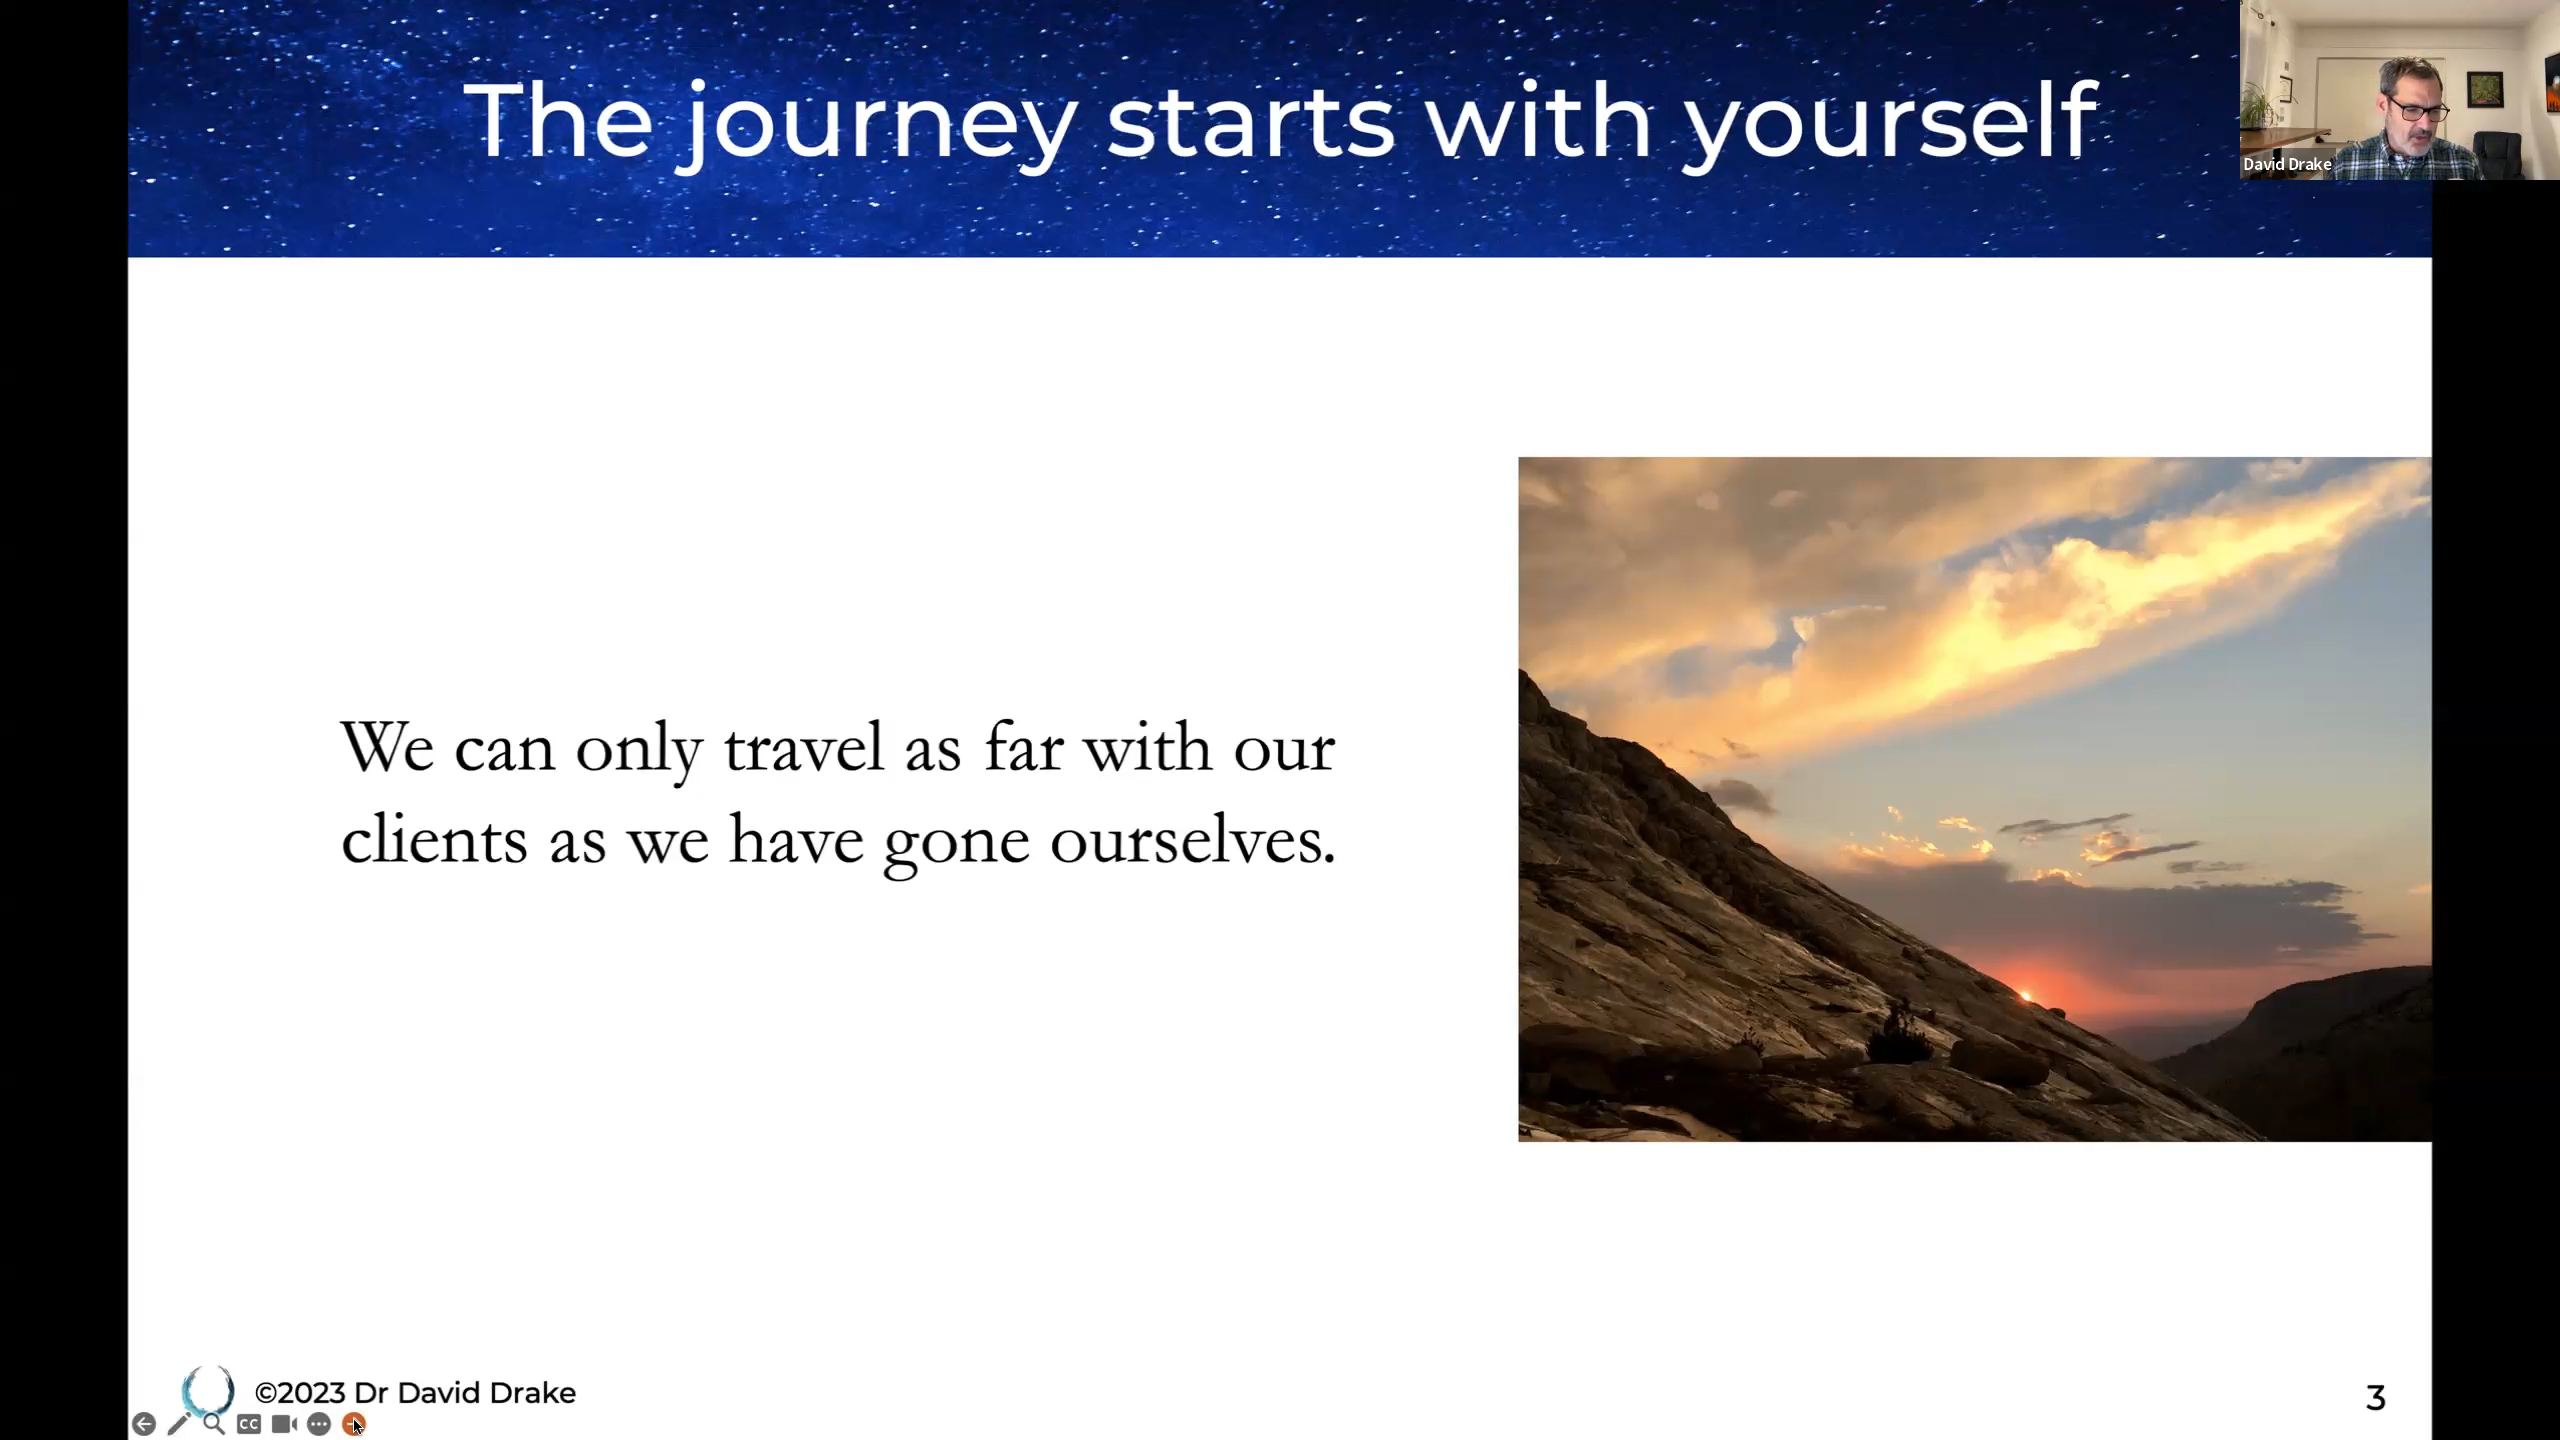 The journey starts with yourself
David Drake
We can only travel as far with our
clients as we have gone ourselves.
©2023 Dr David Drake
3
CC